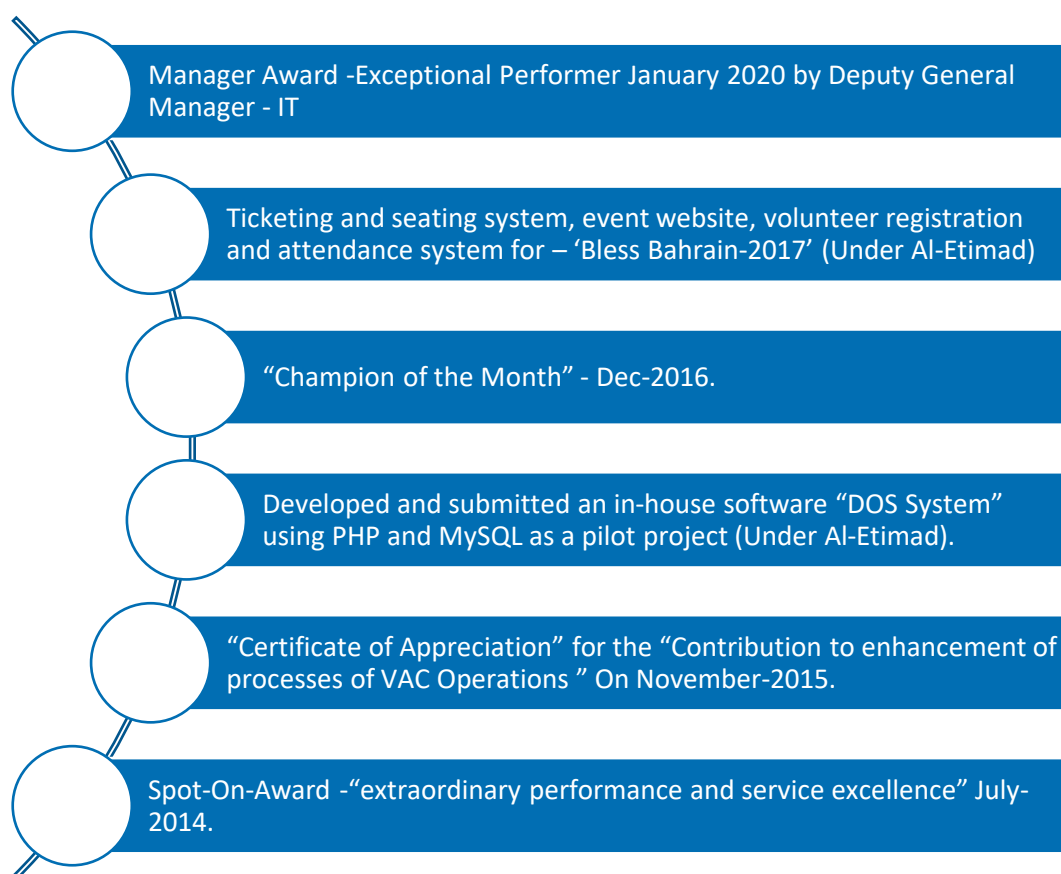 Manager Award -Exceptional Performer January 2020 by Deputy General
Manager - IT
Ticketing and seating system, event website, volunteer registration
and attendance system for – ‘Bless Bahrain-2017’ (Under Al-Etimad)
“Champion of the Month” - Dec-2016.
Developed and submitted an in-house software “DOS System”
using PHP and MySQL as a pilot project (Under Al-Etimad).
“Certificate of Appreciation” for the “Contribution to enhancement of
processes of VAC Operations ” On November-2015.
Spot-On-Award -“extraordinary performance and service excellence” July-
2014.